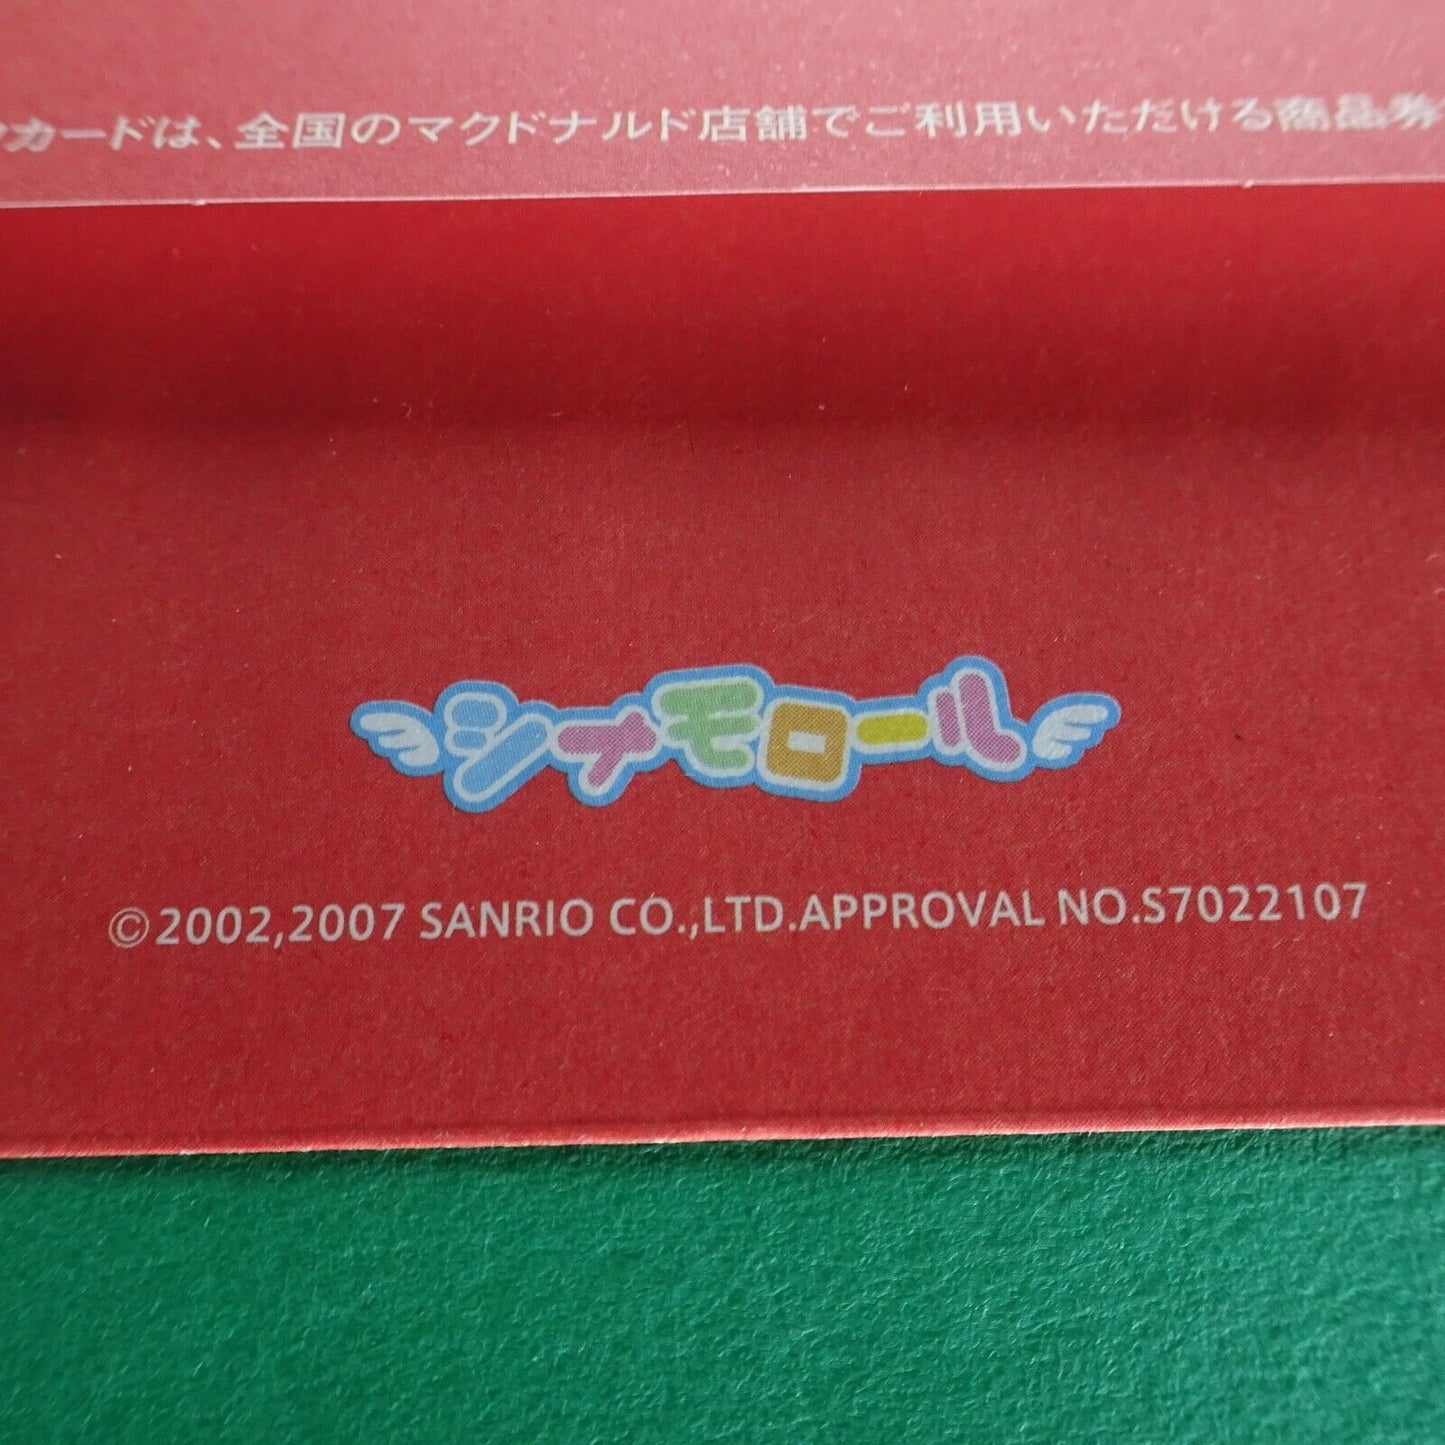 カードは、全国のマクドナルド店舗でご利用いただける商品券
シナモロール
©2002,2007 SANRIO CO.,LTD.APPROVAL NO.S7022107